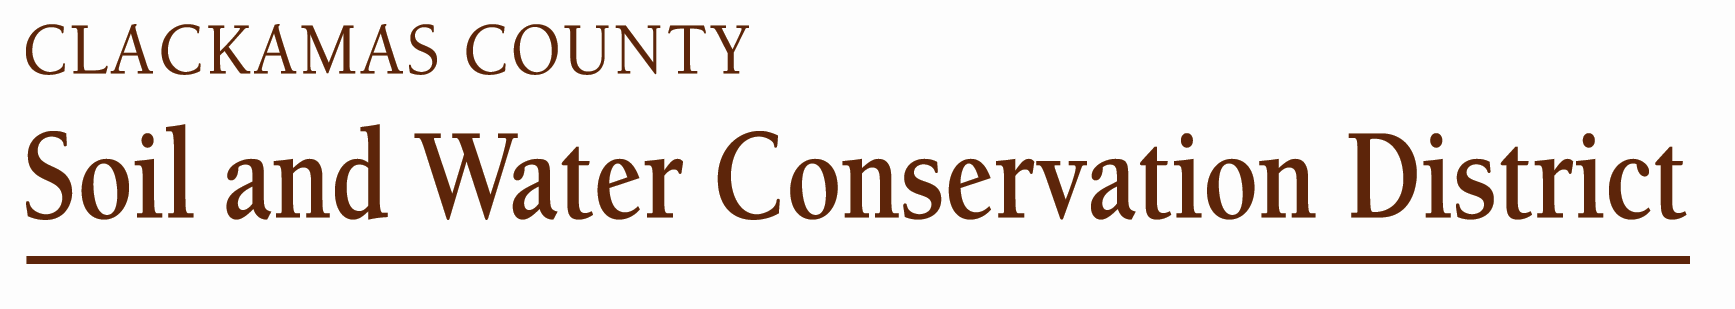 CLACKAMAS COUNTY
Soil and Water Conservation District